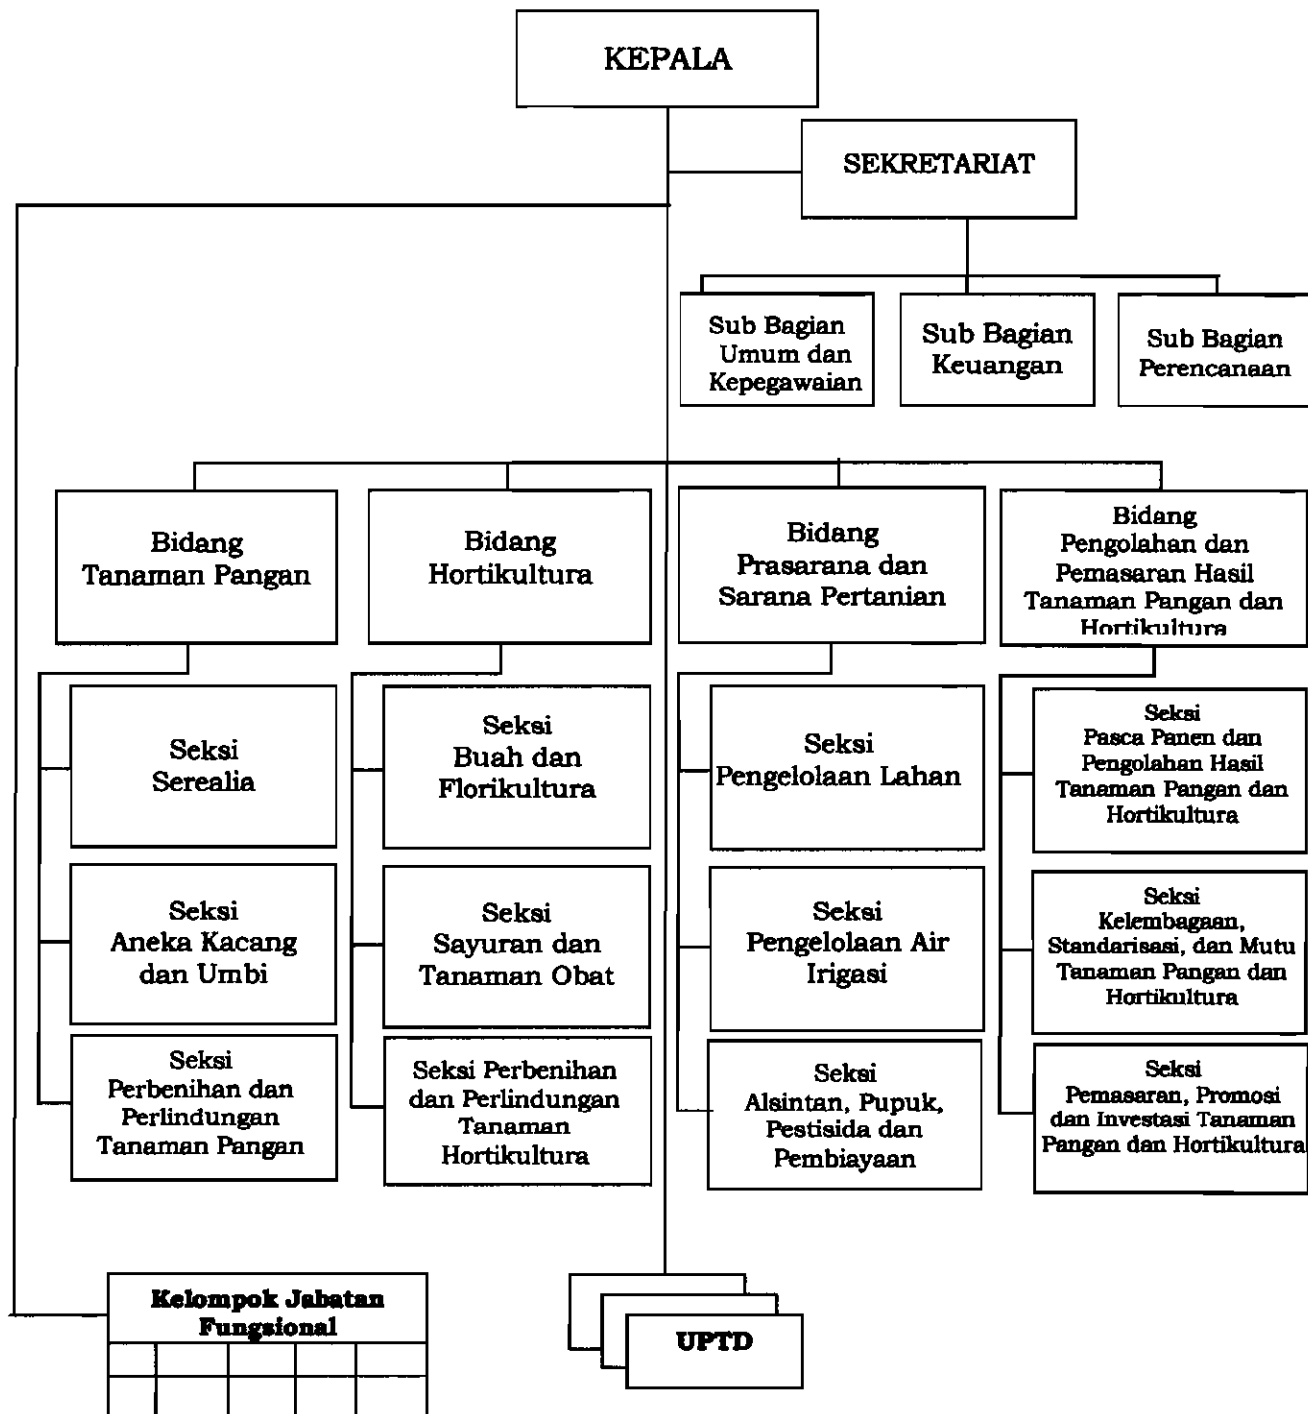 KEPALA
SEKRETARIAT
Sub Bagian
Umum dan
Kepegawaian
Sub Bagian
Keuangan
Sub Bagian
Perencanaan
Bidang
Tanaman Pangan
Bidang
Hortikultura
Bidang
Prasarana dan
Sarana Pertanian
Bidang
Pengolahan dan
Pemasaran Hasil
Tanaman Pangan dan
Hortikultura
Seksi
Serealia
Seksi
Buah dan
Florikultura
Seksi
Pengelolaan Lahan
Seksi
Pasca Panen dan
Pengolahan Hasil
Tanaman Pangan dan
Hortikultura
Seksi
Aneka Kacang
dan Umbi
Seksi
Sayuran dan
Tanaman Obat
Seksi
Pengelolaan Air
Irigasi
Seksi
Kelembagaan,
Standarisasi, dan Mutu
Tanaman Pangan dan
Hortikultura
Seksi
Perbenihan dan
Perlindungan
Tanaman Pangan
Seksi Perbenihan
dan Perlindungan
Tanaman
Hortikultura
Seksi
Alsintan, Pupuk,
Pestisida dan
Pembiayaan
Seksi
Pemasaran, Promosi
dan Investasi Tanaman
Pangan dan Hortikultura
Kelompok Jabatan
Fungsional
UPTD